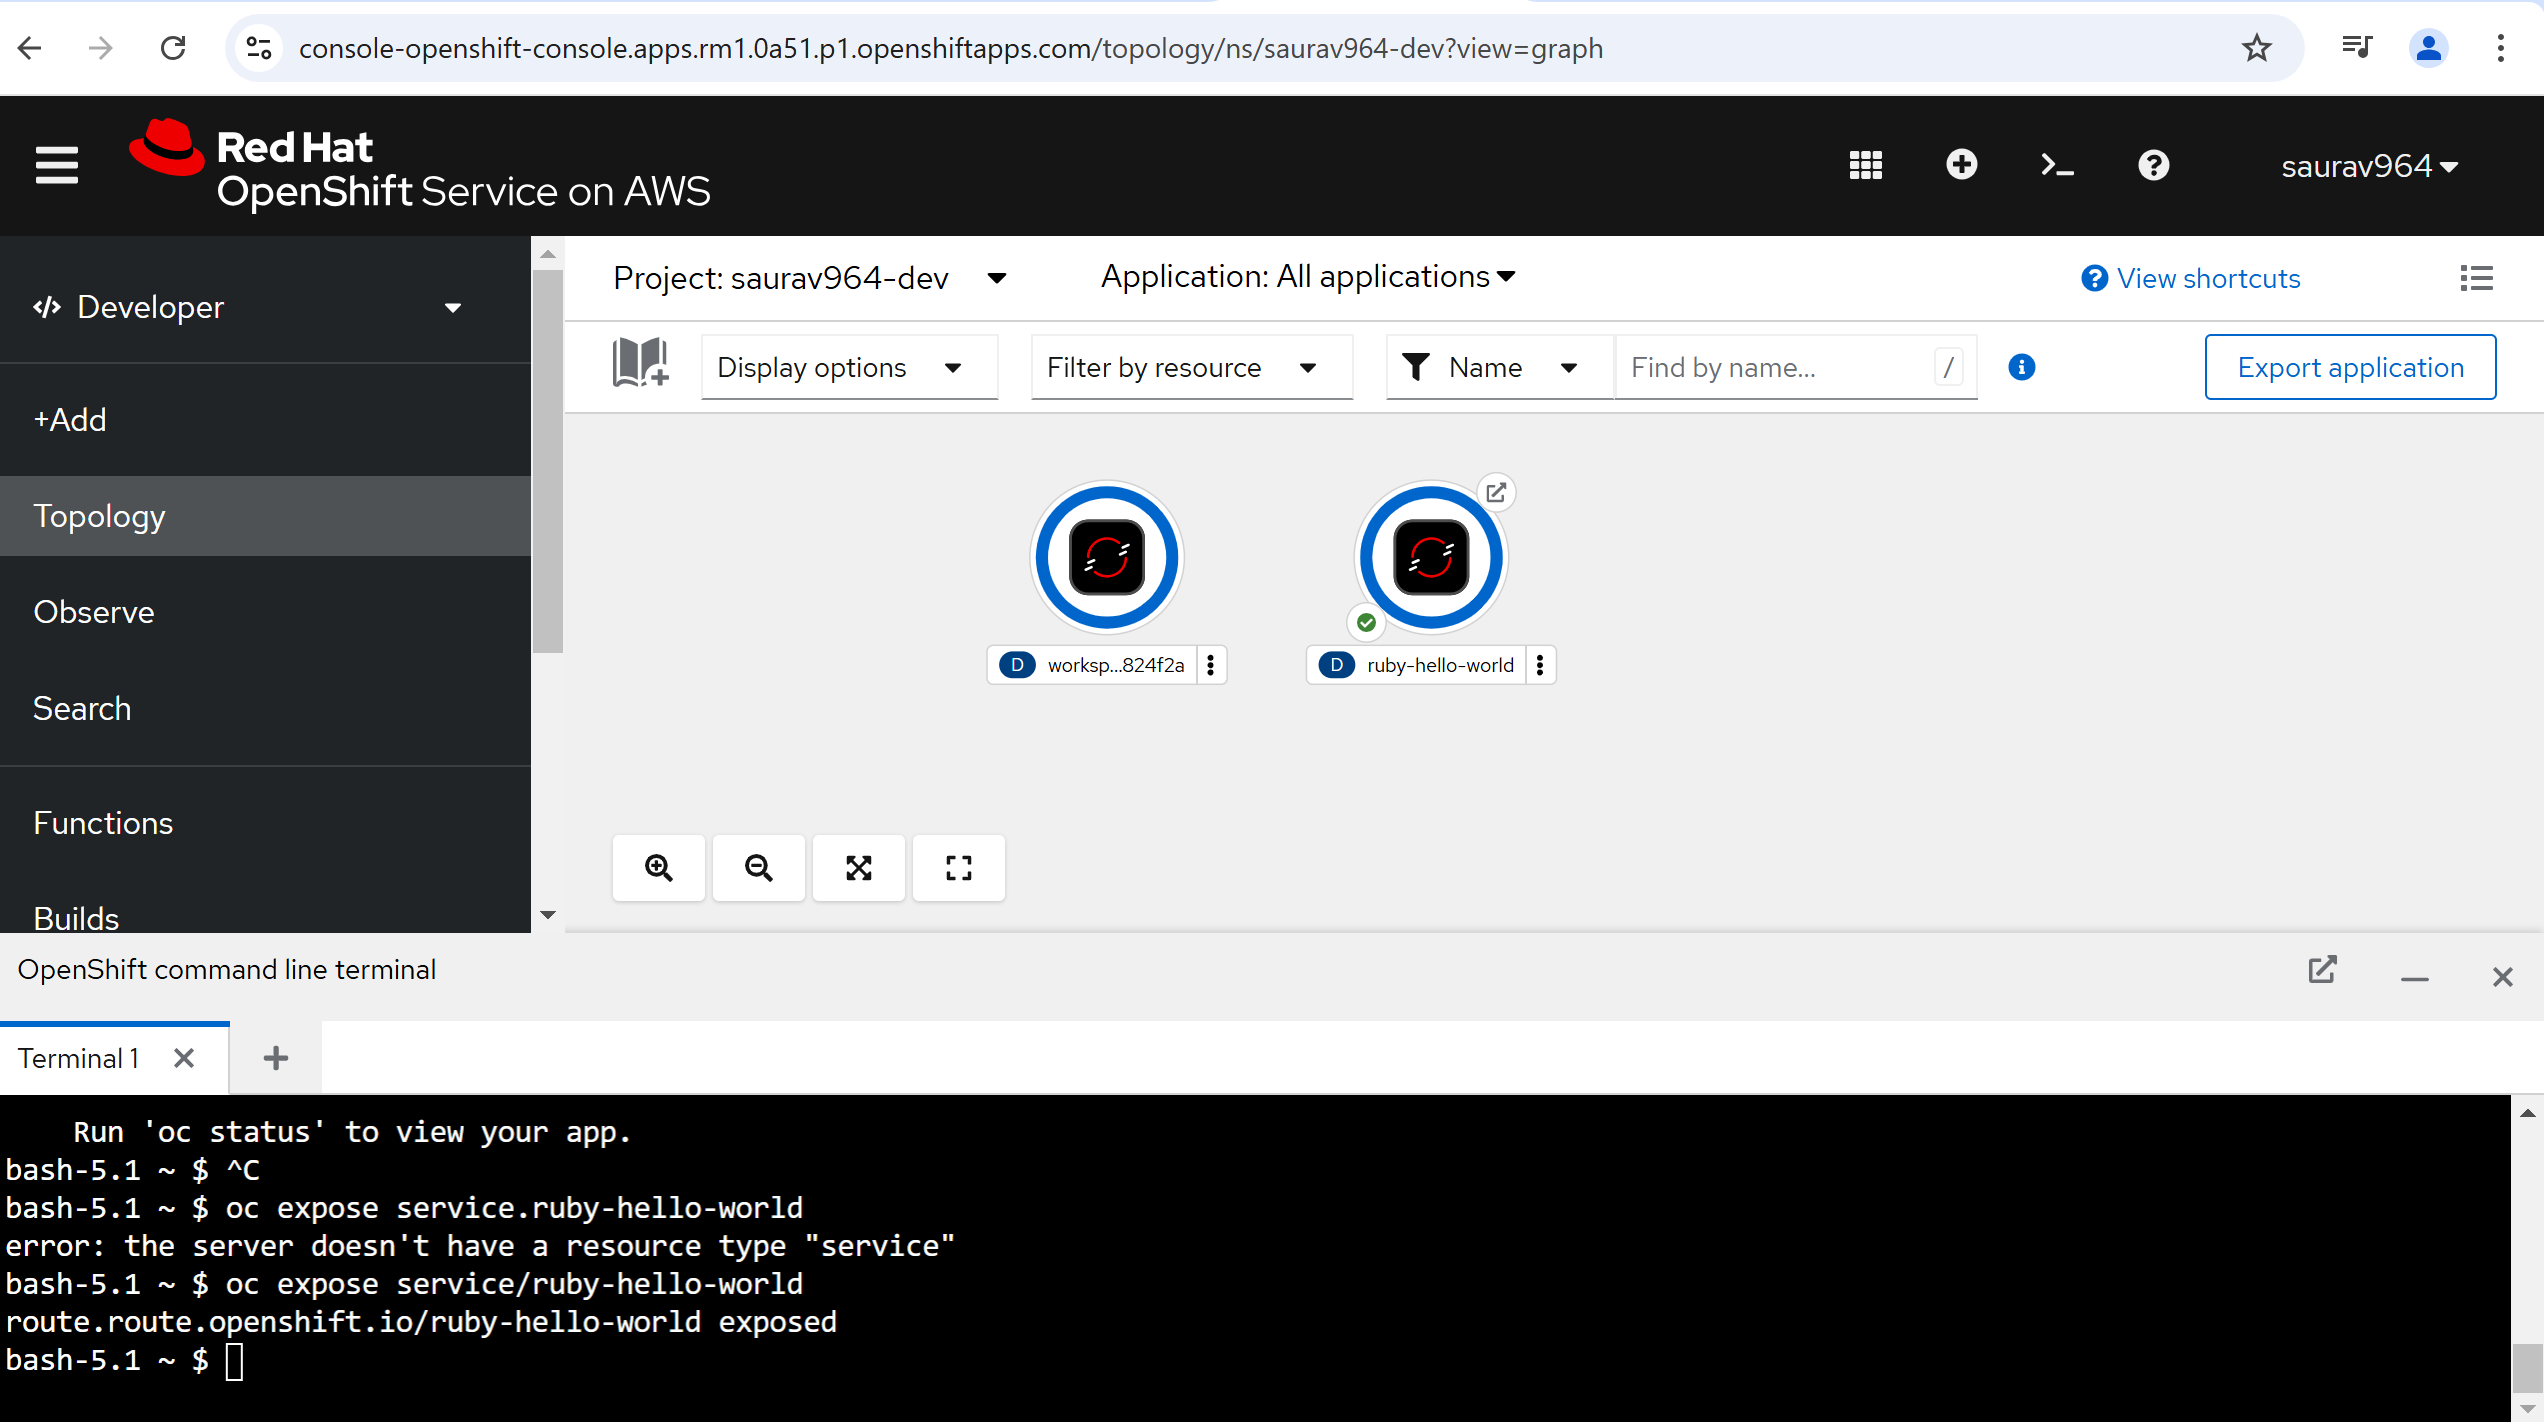 console-openshift-console.apps.rm1.0a51.p1.openshiftapps.com/topology/ns/saurav964-dev?view=graph
Red Hat
OpenShift Service on AWS
saurav964
Developer
+Add
Topology
Observe
Search
Functions
Builds
Project: saurav964-dev
Application: All applications
View shortcuts
Display options
Filter by resource
Name
Find by name...
/
Export application
D worksp...824f2a
D ruby-hello-world
OpenShift command line terminal
Terminal 1
Run 'oc status' to view your app.
bash-5.1 ~ $ ^C
bash-5.1 ~ $ oc expose service.ruby-hello-world
error: the server doesn't have a resource type "service"
bash-5.1 ~ $ oc expose service/ruby-hello-world
route.route.openshift.io/ruby-hello-world exposed
bash-5.1 ~ $